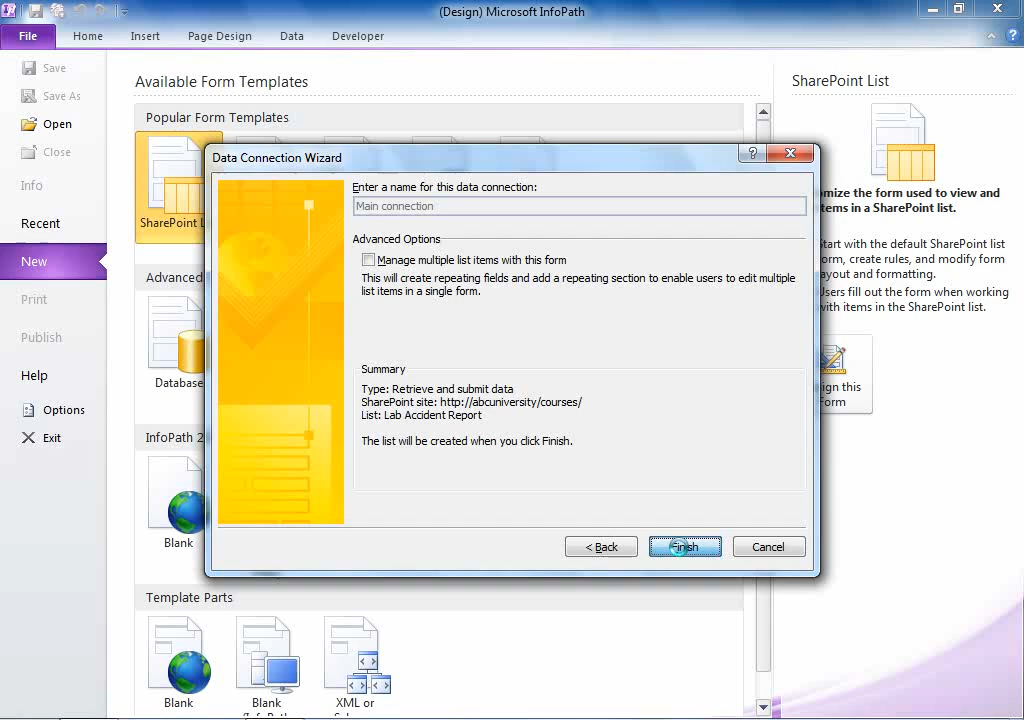 (Design) Microsoft InfoPath
File Home Insert Page Design Data Developer
Save
Save As
Open
Close
Info
Recent
New
Print
Publish
Help
Options
Exit
Available Form Templates
Popular Form Templates
SharePoint L
Advanced
Database
InfoPath 2
Blank
Template Parts
Blank
Blank
XML or
Data Connection Wizard
Enter a name for this data connection:
Main connection
Advanced Options
Manage multiple list items with this form
This will create repeating fields and add a repeating section to enable users to edit multiple
list items in a single form.
Summary
Type: Retrieve and submit data
SharePoint site: http://abcuniversity/courses/
List: Lab Accident Report
The list will be created when you click Finish.
< Back Finish Cancel
SharePoint List
omize the form used to view and
tems in a SharePoint list.
Start with the default SharePoint list
form, create rules, and modify form
layout and formatting.
Users fill out the form when working
with items in the SharePoint list.
ign this
Form